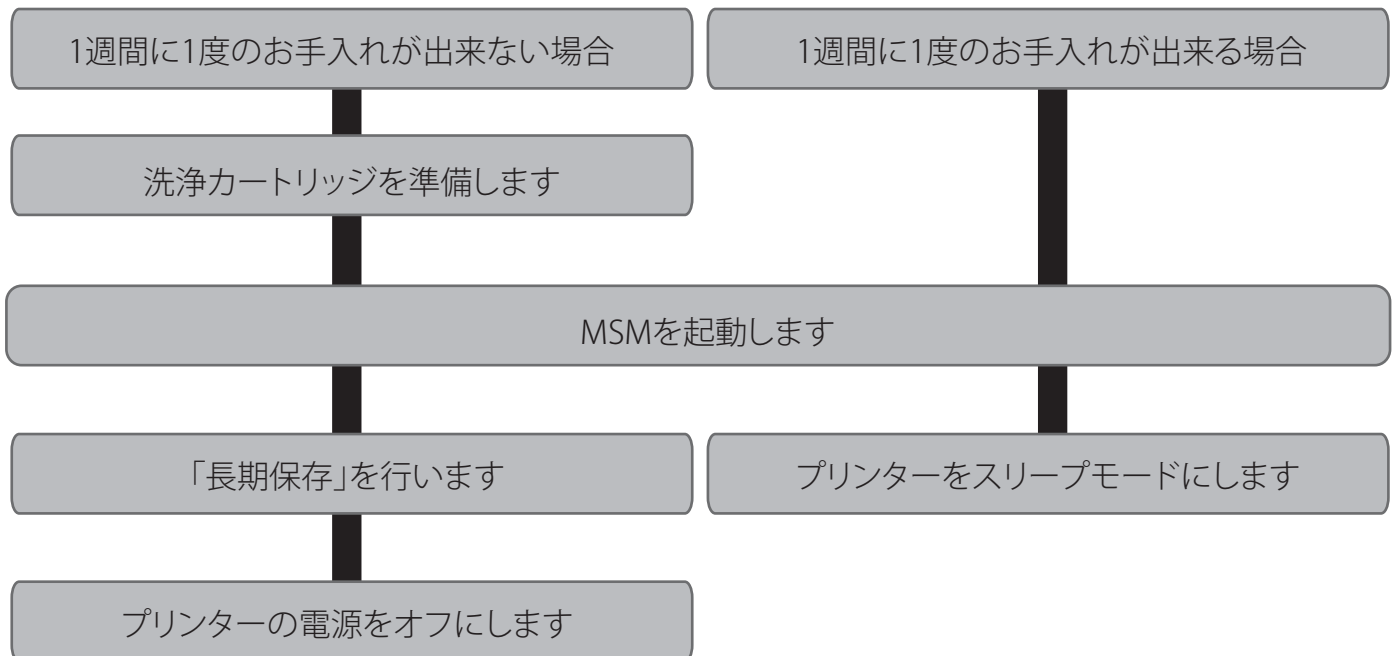 1週間に1度のお手入れが出来ない場合
1週間に1度のお手入れが出来る場合
洗浄カートリッジを準備します
MSMを起動します
「長期保存」を行います
プリンターをスリープモードにします
プリンターの電源をオフにします